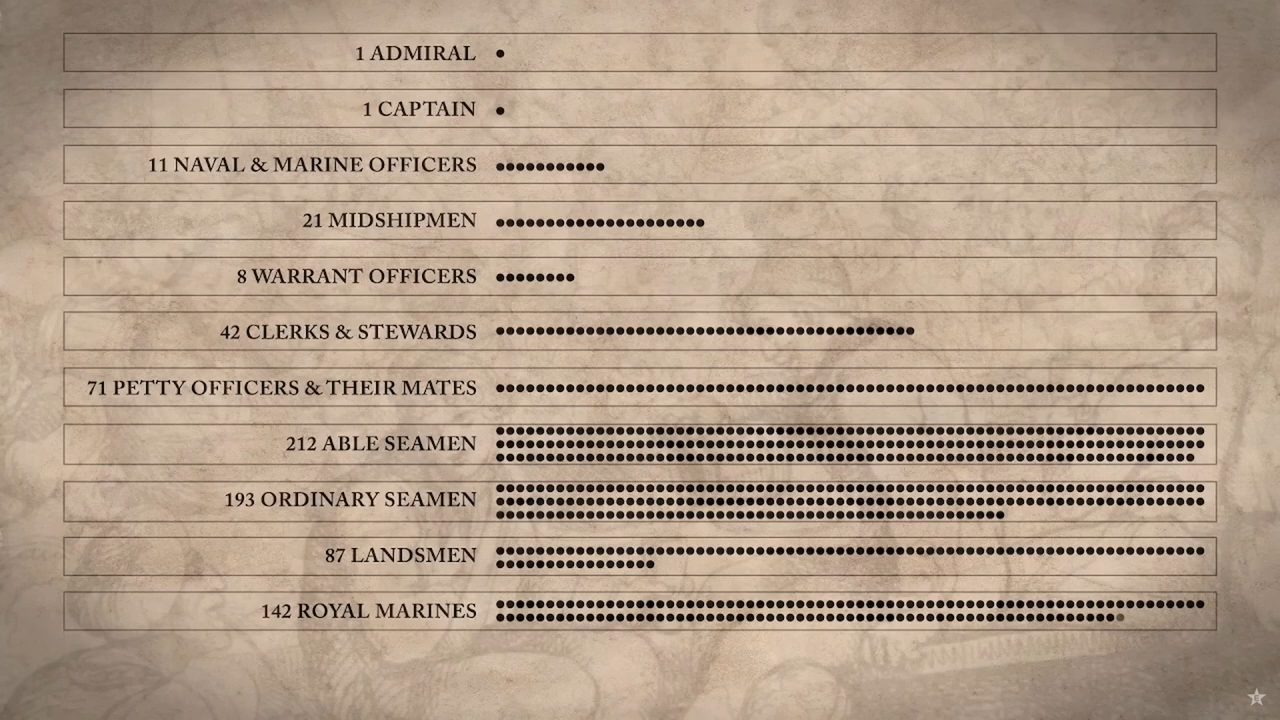 1 ADMIRAL
1 CAPTAIN
11 NAVAL & MARINE OFFICERS
21 MIDSHIPMEN
8 WARRANT OFFICERS
42 CLERKS & STEWARDS
71 PETTY OFFICERS & THEIR MATES
212 ABLE SEAMEN
193 ORDINARY SEAMEN
87 LANDSMEN
142 ROYAL MARINES